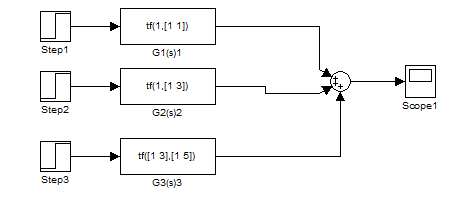 tf(1,[1 1])
Step1
G1(s)1
tf(1,[1 3])
Step2
G2(s)2
Scope1
tf([1 3],[1 5])
Step3
G3(s)3
+
+
+